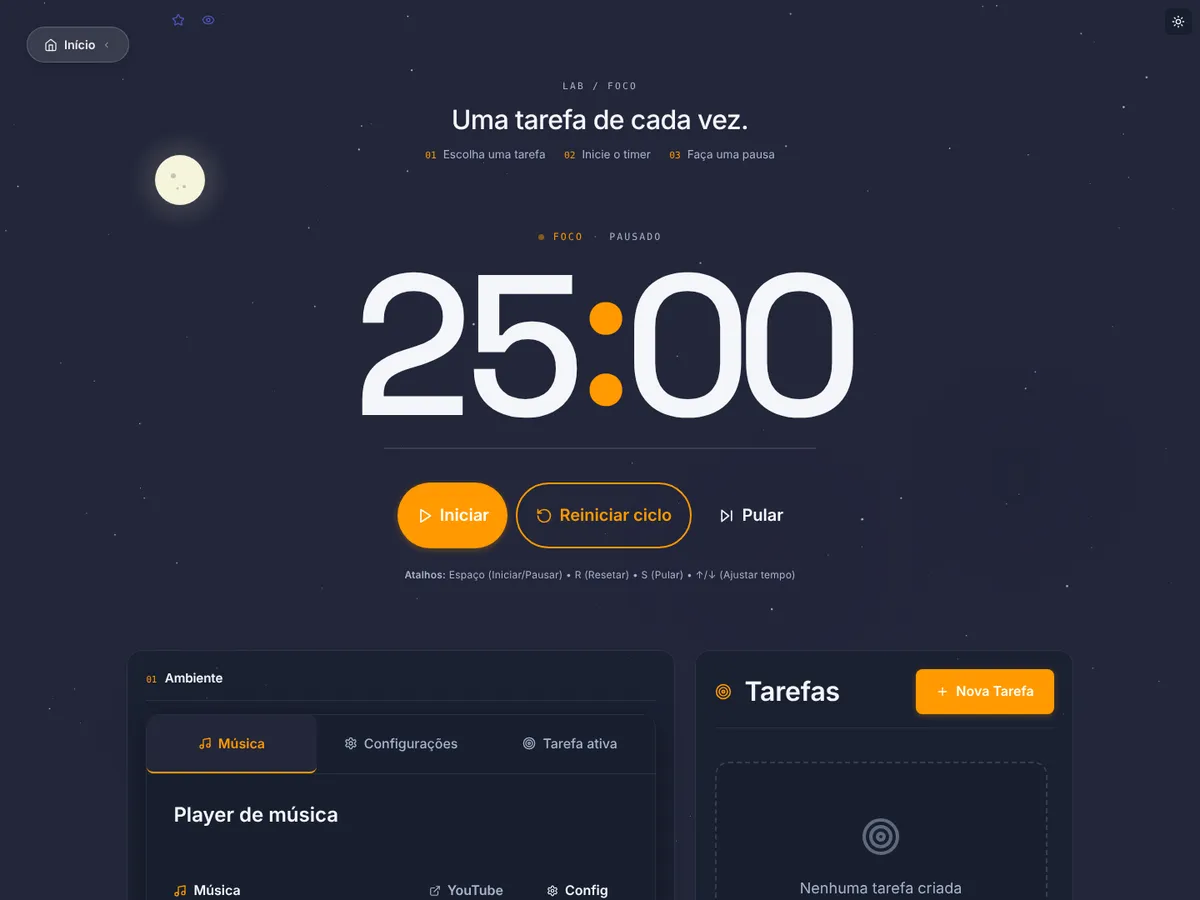 Início
LAB / FOCO
Uma tarefa de cada vez.
01 Escolha uma tarefa 02 Inicie o timer 03 Faça uma pausa
FOCO · PAUSADO
25:00
Iniciar Reiniciar ciclo Pular
Atalhos: Espaço (Iniciar/Pausar) • R (Resetar) • S (Pular) • ↑/↓ (Ajustar tempo)
01 Ambiente
Música Configurações Tarefa ativa
Player de música
Música YouTube Config
Tarefas + Nova Tarefa
Nenhuma tarefa criada